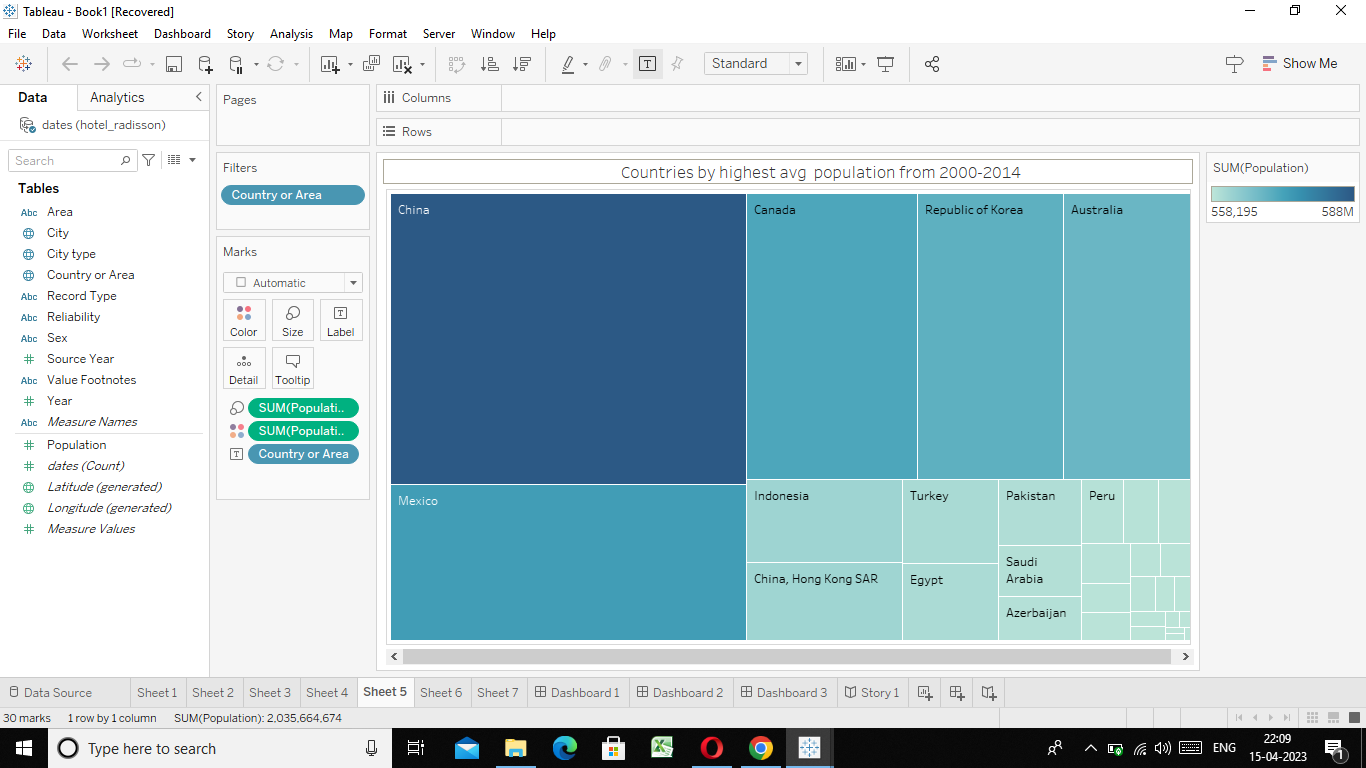 Tableau - Book1 [Recovered]
File Data Worksheet Dashboard Story Analysis Map Format Server Window Help
Standard
Show Me
Data Analytics
dates (hotel_radisson)
Search
Tables
Abc Area
City
City type
Country or Area
Abc Record Type
Abc Reliability
Abc Sex
Source Year
Abc Value Footnotes
Year
Abc Measure Names
Population
dates (Count)
Latitude (generated)
Longitude (generated)
Measure Values
Pages
Filters
Country or Area
Marks
Automatic
Color Size Label
Detail Tooltip
SUM(Populati..
SUM(Populati..
Country or Area
Columns
Rows
Countries by highest avg  population from 2000-2014
China
Mexico
Canada
Republic of Korea
Australia
Indonesia
China, Hong Kong SAR
Turkey
Egypt
Pakistan
Saudi
Arabia
Azerbaijan
Peru
SUM(Population)
558,195 588M
Data Source Sheet 1 Sheet 2 Sheet 3 Sheet 4 Sheet 5 Sheet 6 Sheet 7 Dashboard 1 Dashboard 2 Dashboard 3 Story 1
30 marks 1 row by 1 column SUM(Population): 2,035,664,674
Type here to search
ENG
22:09
15-04-2023
1